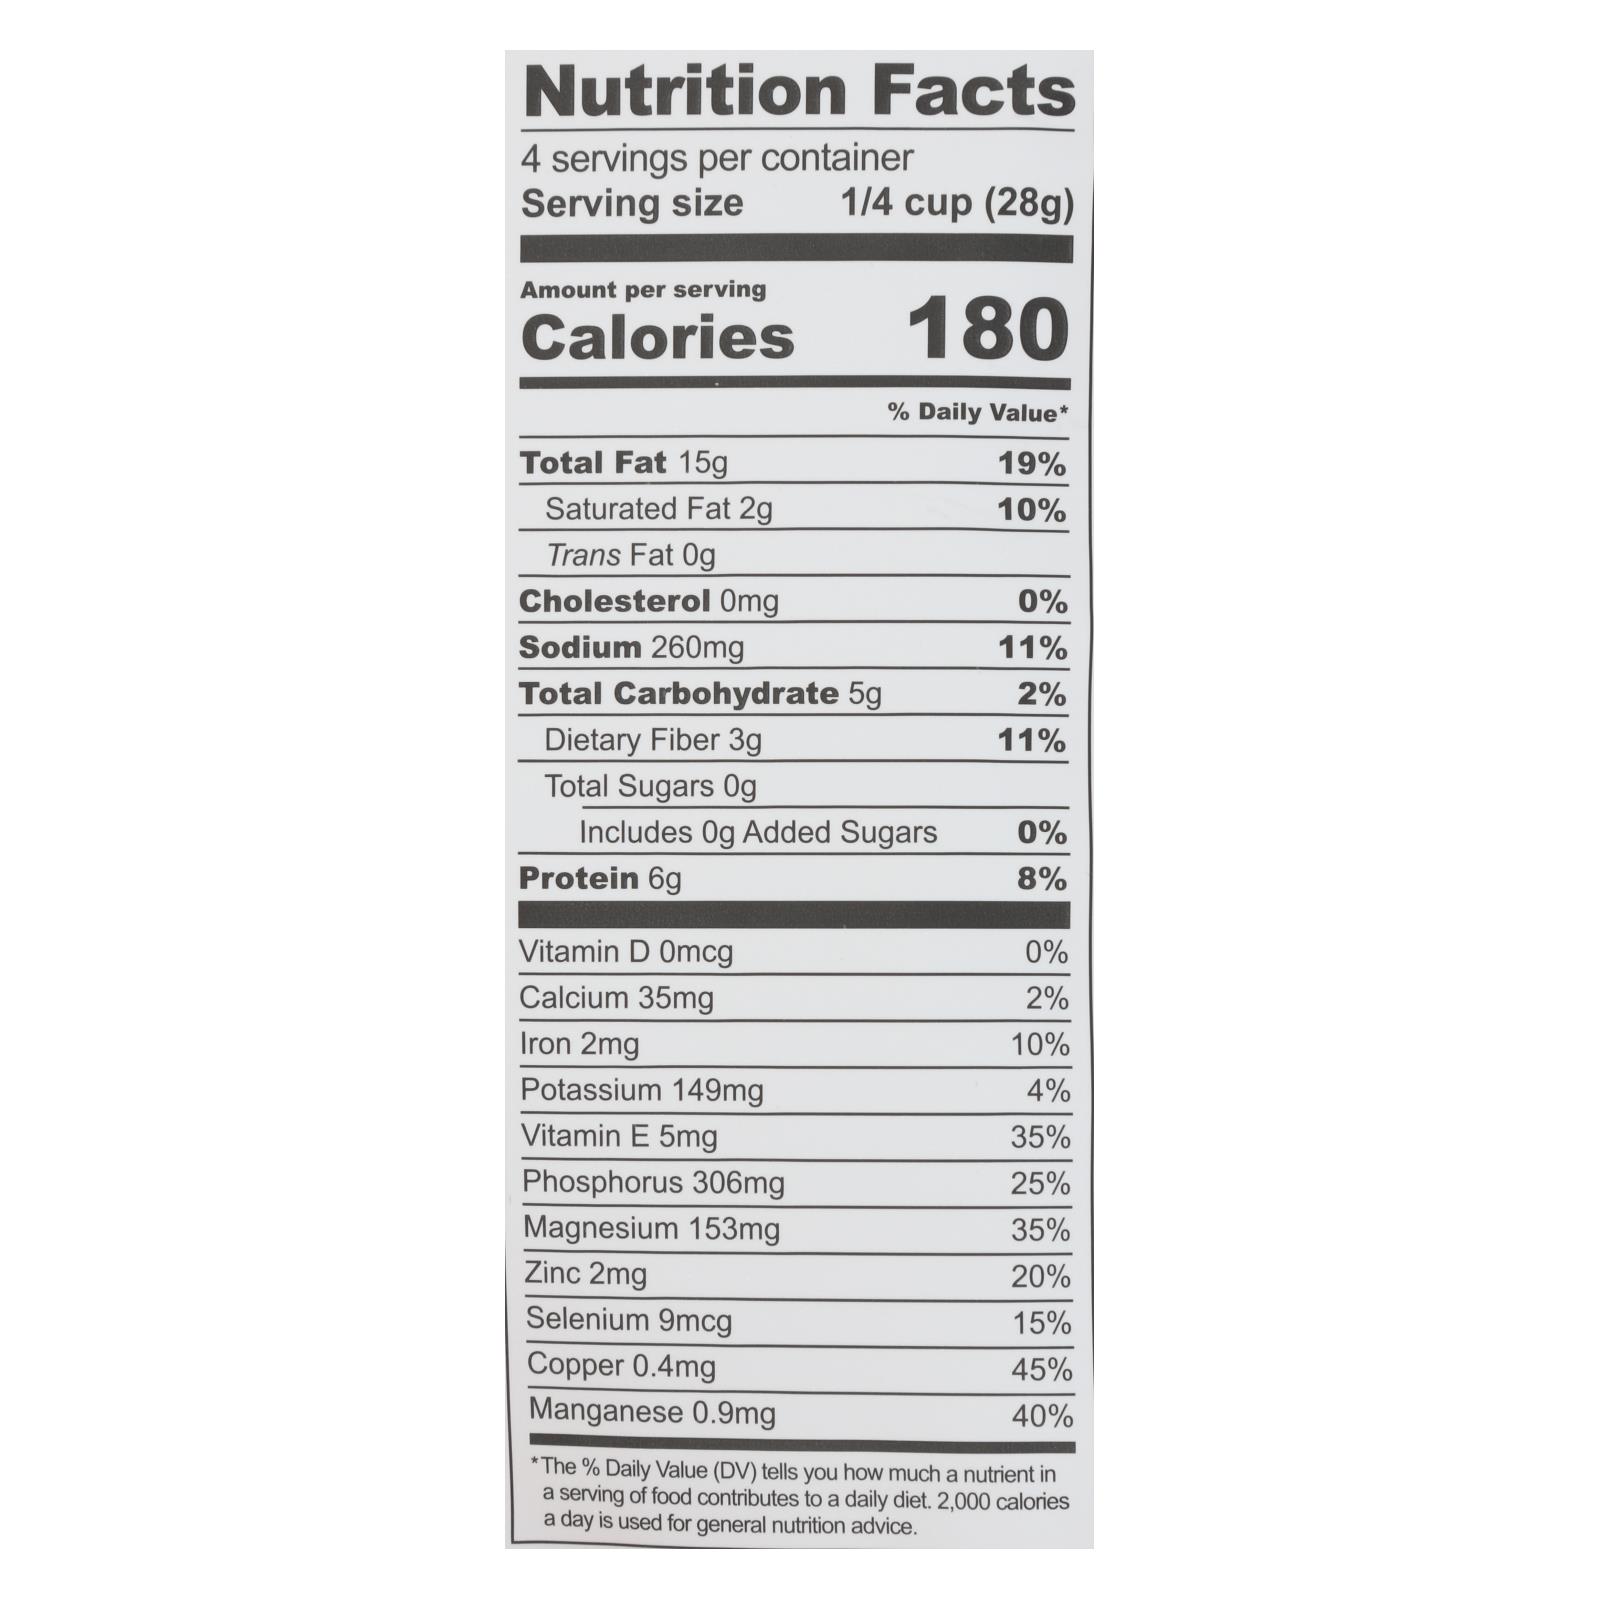 Nutrition Facts
4 servings per container
Serving size 1/4 cup (28g)
Amount per serving
Calories 180
% Daily Value*
Total Fat 15g 19%
Saturated Fat 2g 10%
Trans Fat 0g
Cholesterol 0mg 0%
Sodium 260mg 11%
Total Carbohydrate 5g 2%
Dietary Fiber 3g 11%
Total Sugars 0g
Includes 0g Added Sugars 0%
Protein 6g 8%
Vitamin D 0mcg 0%
Calcium 35mg 2%
Iron 2mg 10%
Potassium 149mg 4%
Vitamin E 5mg 35%
Phosphorus 306mg 25%
Magnesium 153mg 35%
Zinc 2mg 20%
Selenium 9mcg 15%
Copper 0.4mg 45%
Manganese 0.9mg 40%
*The % Daily Value (DV) tells you how much a nutrient in
a serving of food contributes to a daily diet. 2,000 calories
a day is used for general nutrition advice.